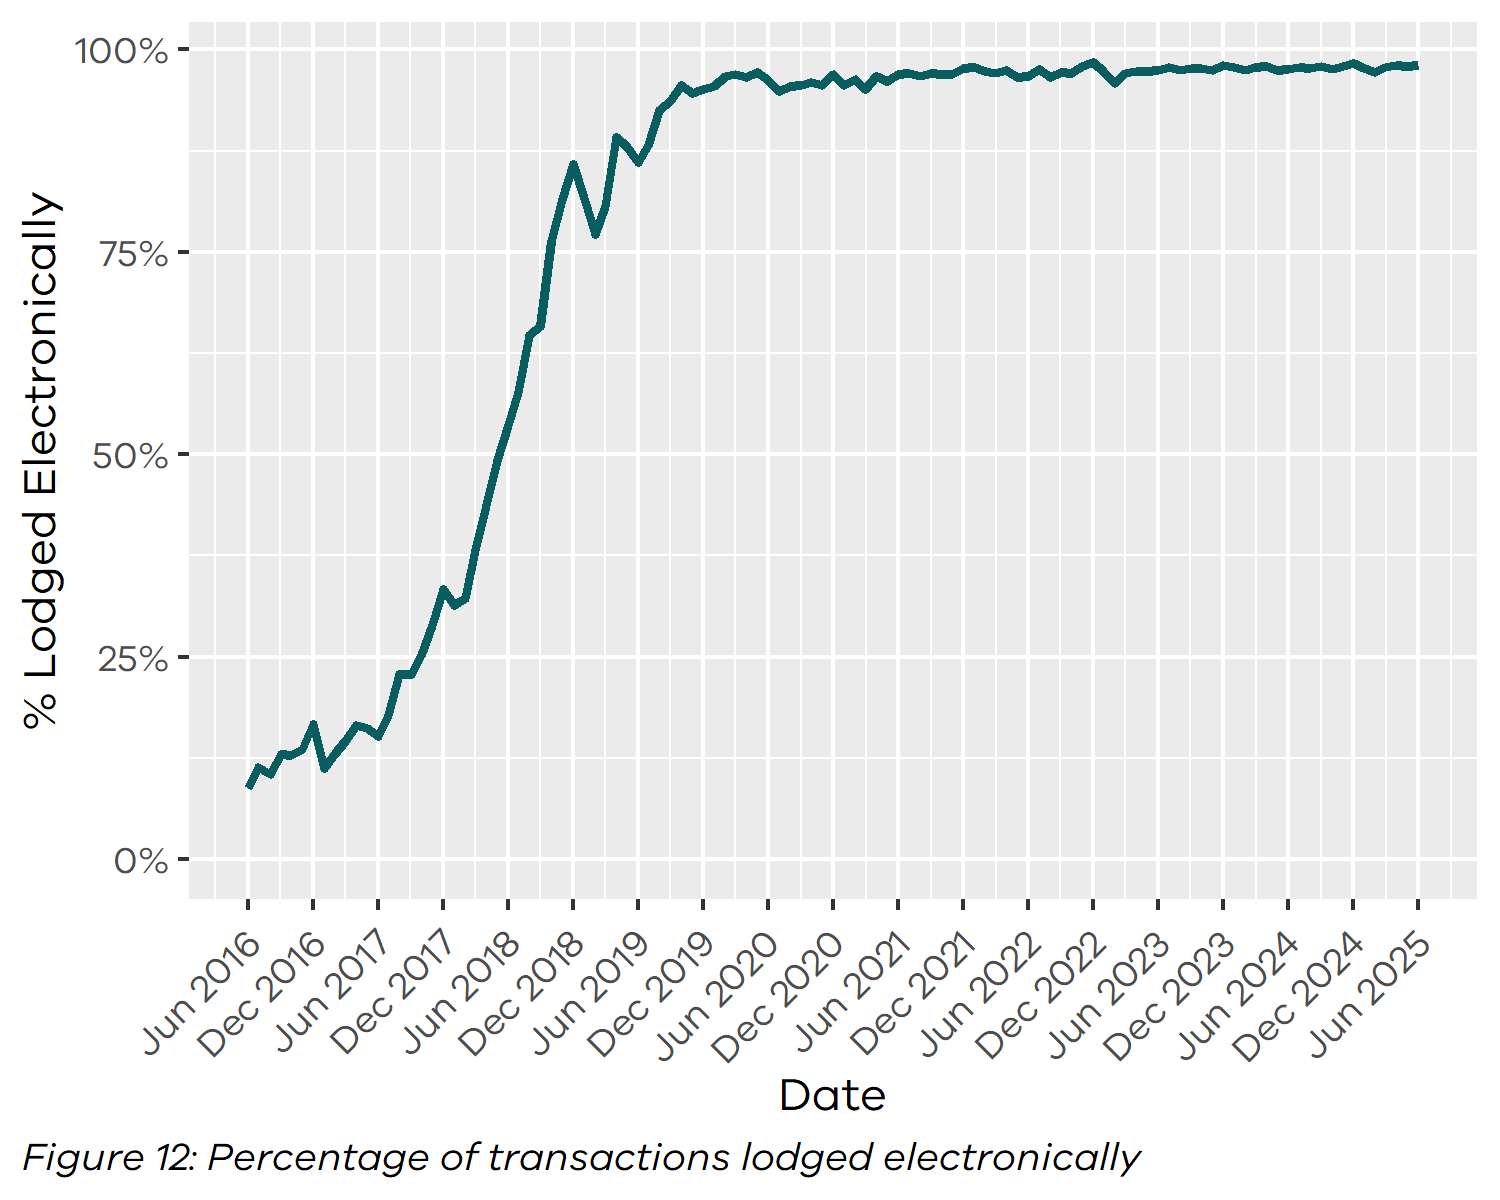 100%
75%
50%
25%
0%
% Lodged Electronically
Jun 2016
Dec 2016
Jun 2017
Dec 2017
Jun 2018
Dec 2018
Jun 2019
Dec 2019
Jun 2020
Dec 2020
Jun 2021
Dec 2021
Jun 2022
Dec 2022
Jun 2023
Dec 2023
Jun 2024
Dec 2024
Jun 2025
Date
Figure 12: Percentage of transactions lodged electronically